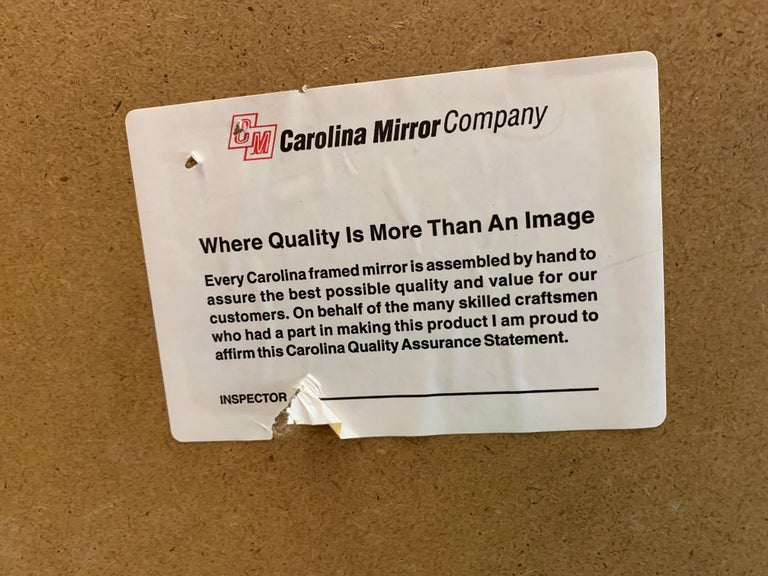 CM Carolina Mirror Company
Where Quality Is More Than An Image
Every Carolina framed mirror is assembled by hand to
assure the best possible quality and value for our
customers. On behalf of the many skilled craftsmen
who had a part in making this product I am proud to
affirm this Carolina Quality Assurance Statement.
INSPECTOR